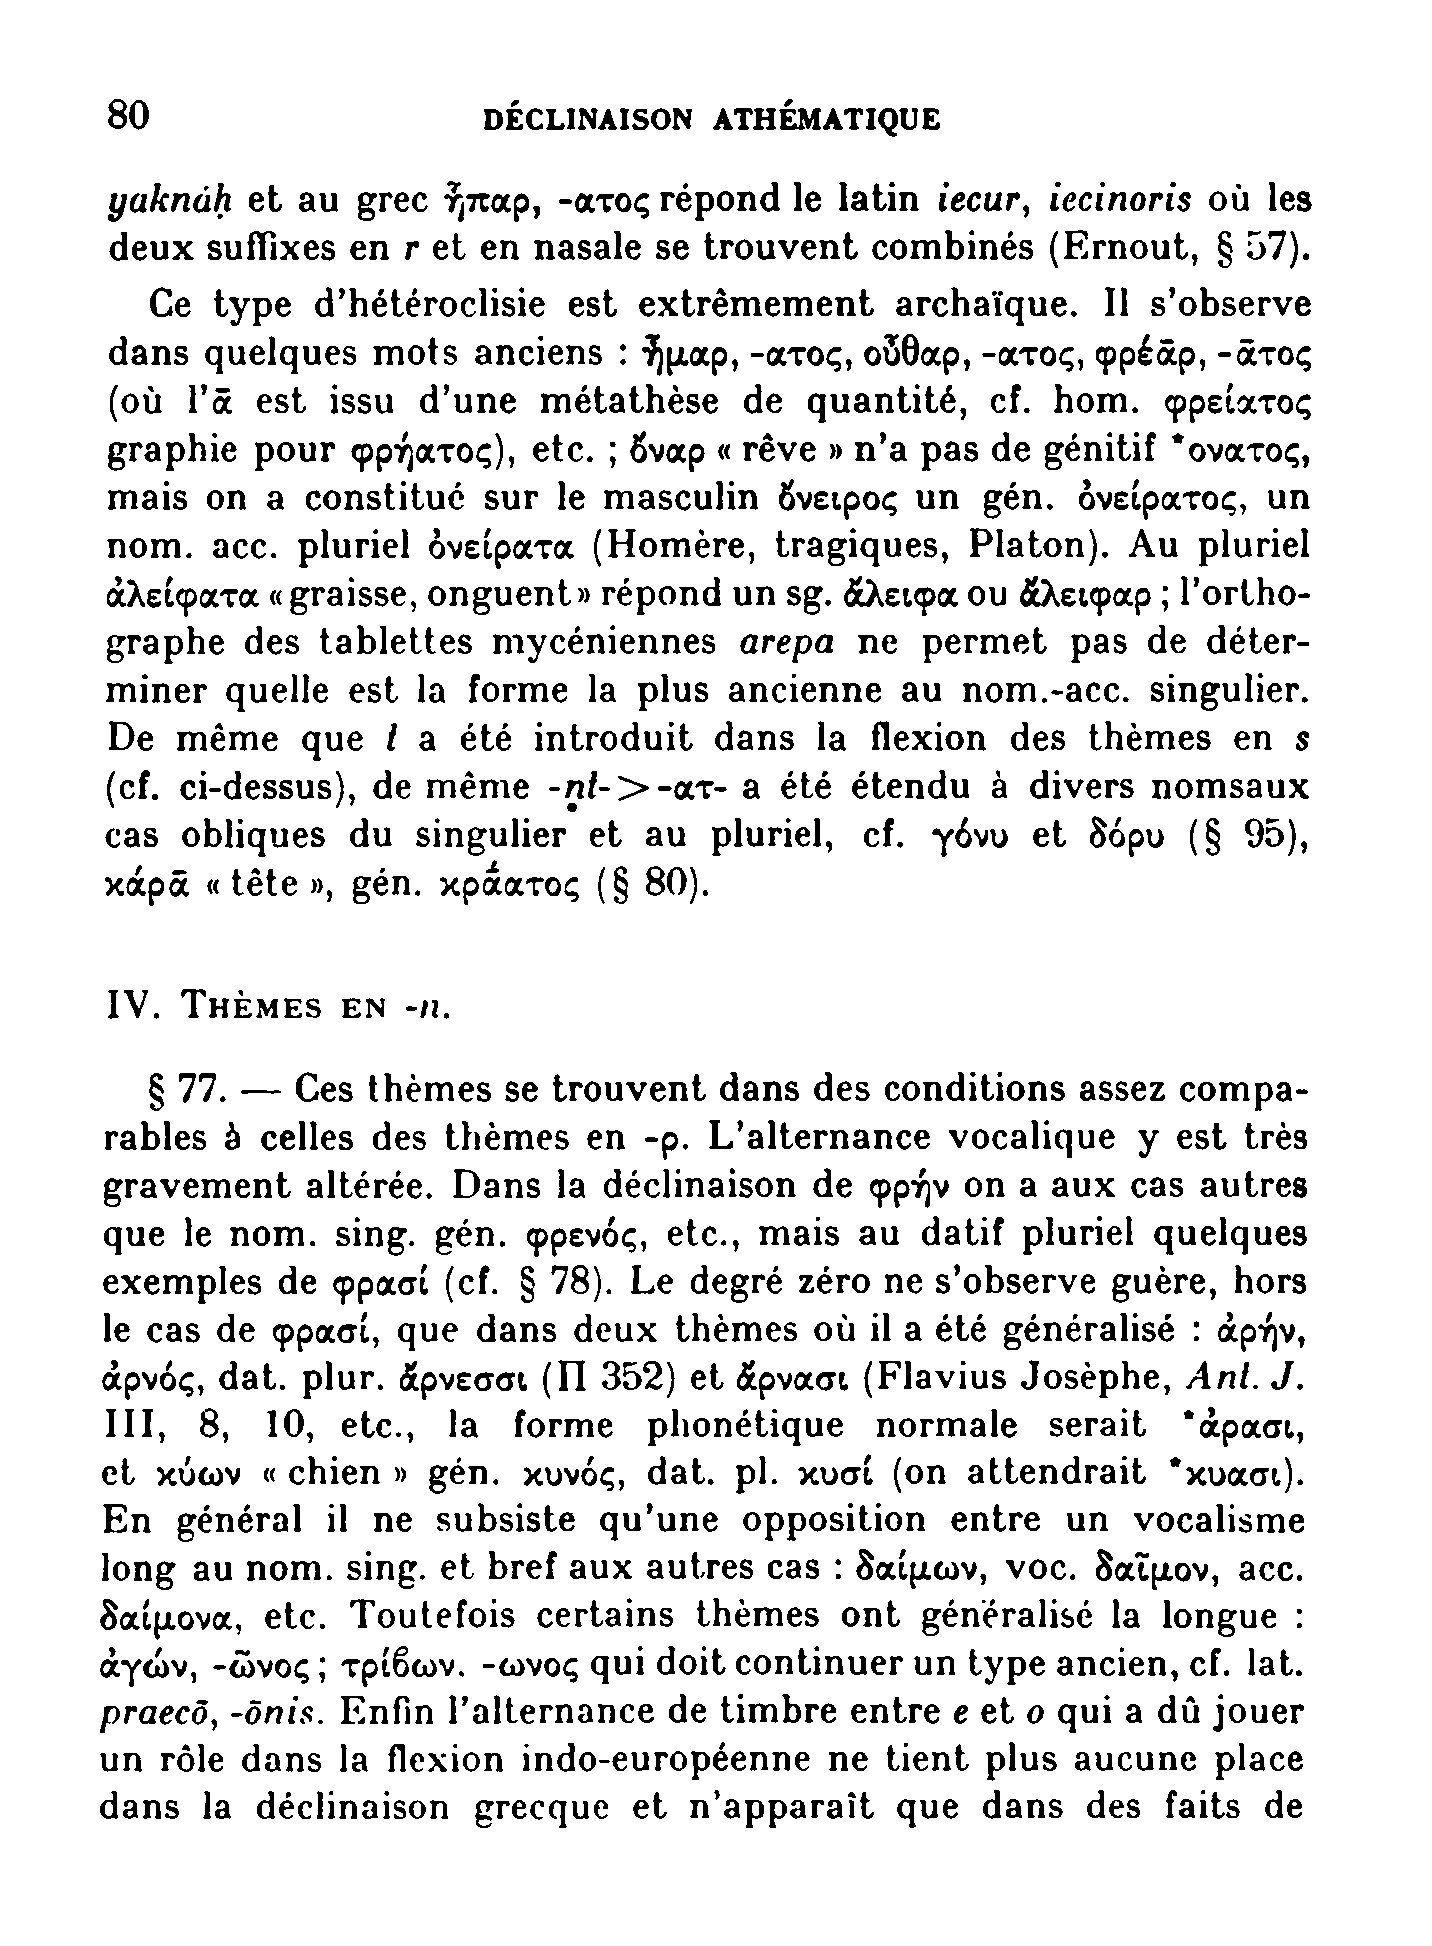 80 DÉCLINAISON ATHÉMATIQUE
yaknáḥ et au grec ἧπαρ, -ατος répond le latin iecur, iecinoris où les
deux suffixes en r et en nasale se trouvent combinés (Ernout, § 57).
Ce type d'hétéroclisie est extrêmement archaïque. Il s'observe
dans quelques mots anciens : ἦμαρ, -ατος, οὖθαρ, -ατος, φρέᾱρ, -ᾱτος
(où l'ᾱ est issu d'une métathèse de quantité, cf. hom. φρείατος
graphie pour φρήατος), etc. ; ὄναρ « rêve » n'a pas de génitif *ονατος,
mais on a constitué sur le masculin ὄνειρος un gén. ὀνείρατος, un
nom. acc. pluriel ὀνείρατα (Homère, tragiques, Platon). Au pluriel
ἀλείφατα « graisse, onguent » répond un sg. ἄλειφα ou ἄλειφαρ ; l'ortho-
graphe des tablettes mycéniennes arepa ne permet pas de déter-
miner quelle est la forme la plus ancienne au nom.-acc. singulier.
De même que t a été introduit dans la flexion des thèmes en s
(cf. ci-dessus), de même -n̥t- > -ατ- a été étendu à divers nomsaux
cas obliques du singulier et au pluriel, cf. γόνυ et δόρυ (§ 95),
κάρᾱ « tête », gén. κρᾱ́ατος (§ 80).
IV. THÈMES EN -n.
§ 77. — Ces thèmes se trouvent dans des conditions assez compa-
rables à celles des thèmes en -ρ. L'alternance vocalique y est très
gravement altérée. Dans la déclinaison de φρήν on a aux cas autres
que le nom. sing. gén. φρενός, etc., mais au datif pluriel quelques
exemples de φρασί (cf. § 78). Le degré zéro ne s'observe guère, hors
le cas de φρασί, que dans deux thèmes où il a été généralisé : ἀρήν,
ἀρνός, dat. plur. ἄρνεσσι (Π 352) et ἄρνασι (Flavius Josèphe, Ant. J.
III, 8, 10, etc., la forme phonétique normale serait *ἀρασι,
et κύων « chien » gén. κυνός, dat. pl. κυσί (on attendrait *κυασι).
En général il ne subsiste qu'une opposition entre un vocalisme
long au nom. sing. et bref aux autres cas : δαίμων, voc. δαῖμον, acc.
δαίμονα, etc. Toutefois certains thèmes ont généralisé la longue :
ἀγών, -ῶνος ; τρίϐων. -ωνος qui doit continuer un type ancien, cf. lat.
praecō, -ōnis. Enfin l'alternance de timbre entre e et o qui a dû jouer
un rôle dans la flexion indo-européenne ne tient plus aucune place
dans la déclinaison grecque et n'apparaît que dans des faits de